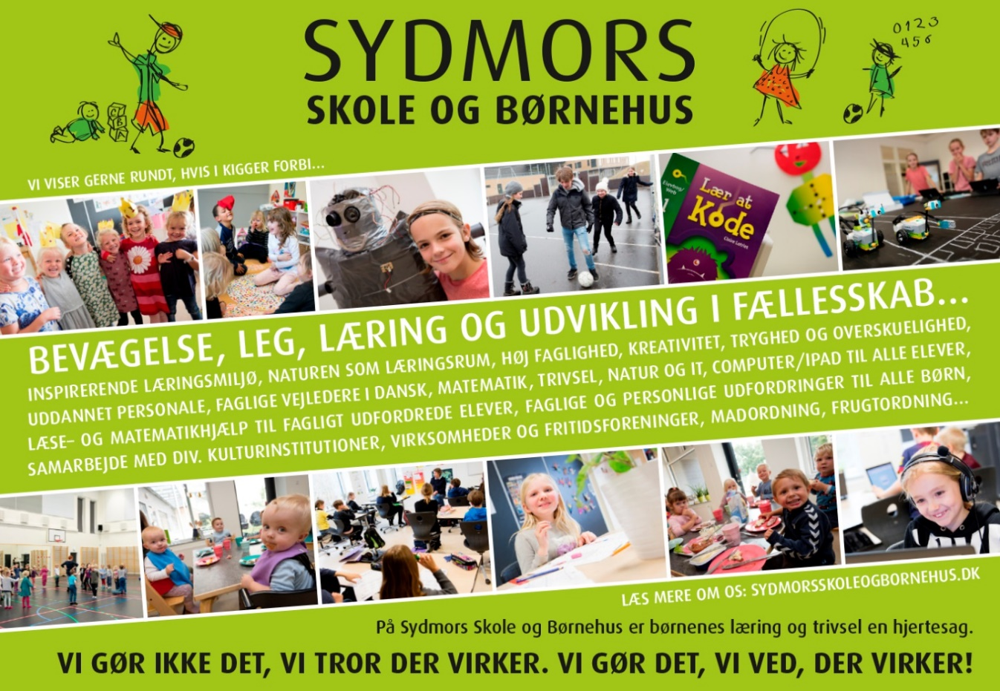 SYDMORS
SKOLE OG BØRNEHUS
0123
456
VI VISER GERNE RUNDT, HVIS I KIGGER FORBI...
Lær at
Kode
BEVÆGELSE, LEG, LÆRING OG UDVIKLING I FÆLLESSKAB...
INSPIRERENDE LÆRINGSMILJØ, NATUREN SOM LÆRINGSRUM, HØJ FAGLIGHED, KREATIVITET, TRYGHED OG OVERSKUELIGHED,
UDDANNET PERSONALE, FAGLIGE VEJLEDERE I DANSK, MATEMATIK, TRIVSEL, NATUR OG IT, COMPUTER/IPAD TIL ALLE ELEVER,
LÆSE- OG MATEMATIKHJÆLP TIL FAGLIGT UDFORDREDE ELEVER, FAGLIGE OG PERSONLIGE UDFORDRINGER TIL ALLE BØRN,
SAMARBEJDE MED DIV. KULTURINSTITUTIONER, VIRKSOMHEDER OG FRITIDSFORENINGER, MADORDNING, FRUGTORDNING...
LÆS MERE OM OS: SYDMORSSKOLEOGBORNEHUS.DK
På Sydmors Skole og Børnehus er børnenes læring og trivsel en hjertesag.
VI GØR IKKE DET, VI TROR DER VIRKER. VI GØR DET, VI VED, DER VIRKER!